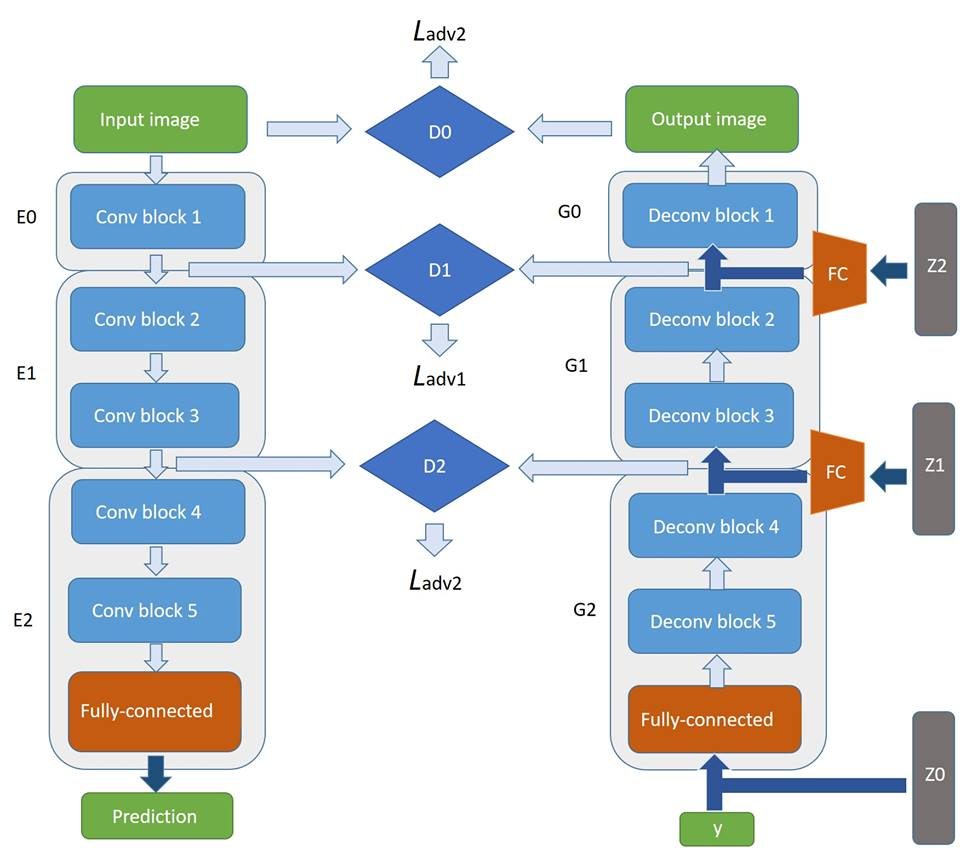 Ladv2
Input image
D0
Output image
E0
Conv block 1
G0
Deconv block 1
D1
FC
Z2
Conv block 2
Deconv block 2
E1
Ladv1
G1
Conv block 3
Deconv block 3
D2
FC
Z1
Conv block 4
Deconv block 4
Ladv2
E2
Conv block 5
G2
Deconv block 5
Fully-connected
Fully-connected
Z0
Prediction
y